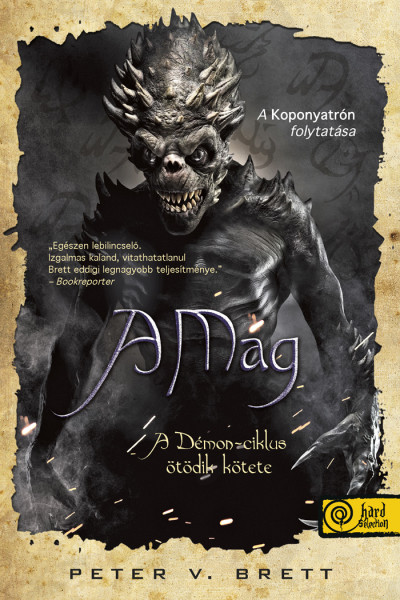 A Koponyatrón
folytatása
„Egészen lebilincselő.
Izgalmas kaland, vitathatatlanul
Brett eddigi legnagyobb teljesítménye.”
– Bookreporter
A Mag
A Démon-ciklus
ötödik kötete
hard
selection
PETER V. BRETT